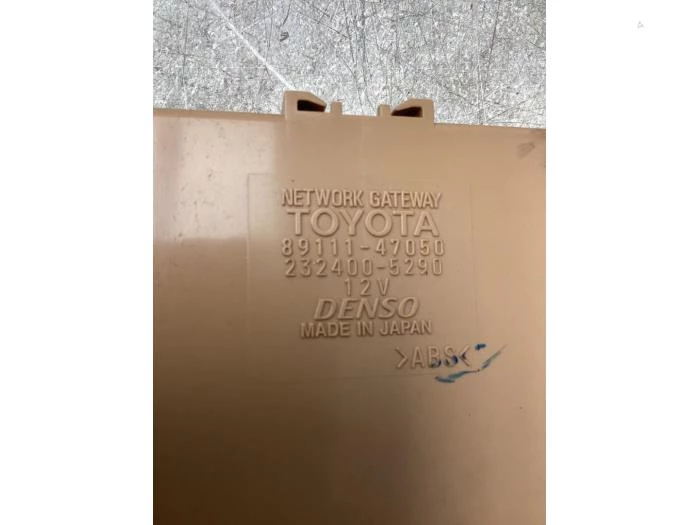 NETWORK GATEWAY
TOYOTA
89111-47050
232400-5290
12V
DENSO
MADE IN JAPAN
>ABS<